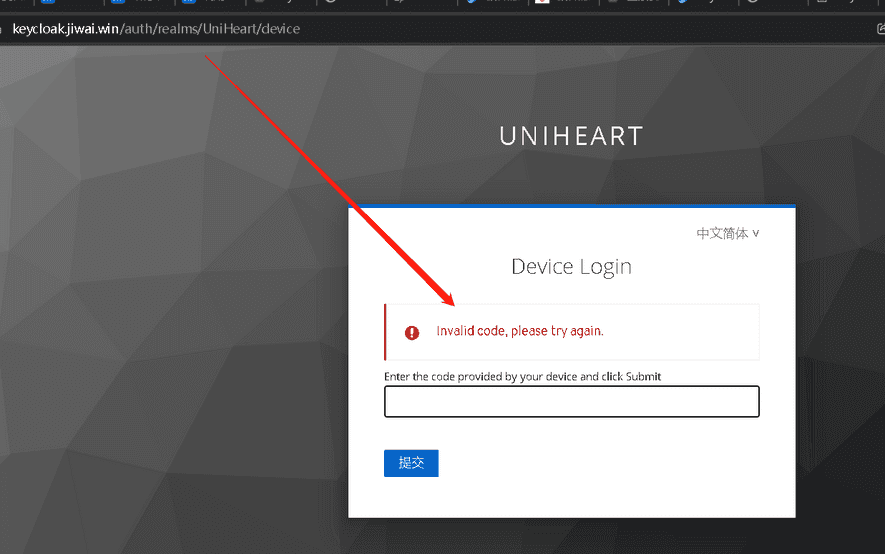 keycloak.jiwai.win/auth/realms/UniHeart/device
UNIHEART
中文简体 v
Device Login
Invalid code, please try again.
Enter the code provided by your device and click Submit
提交